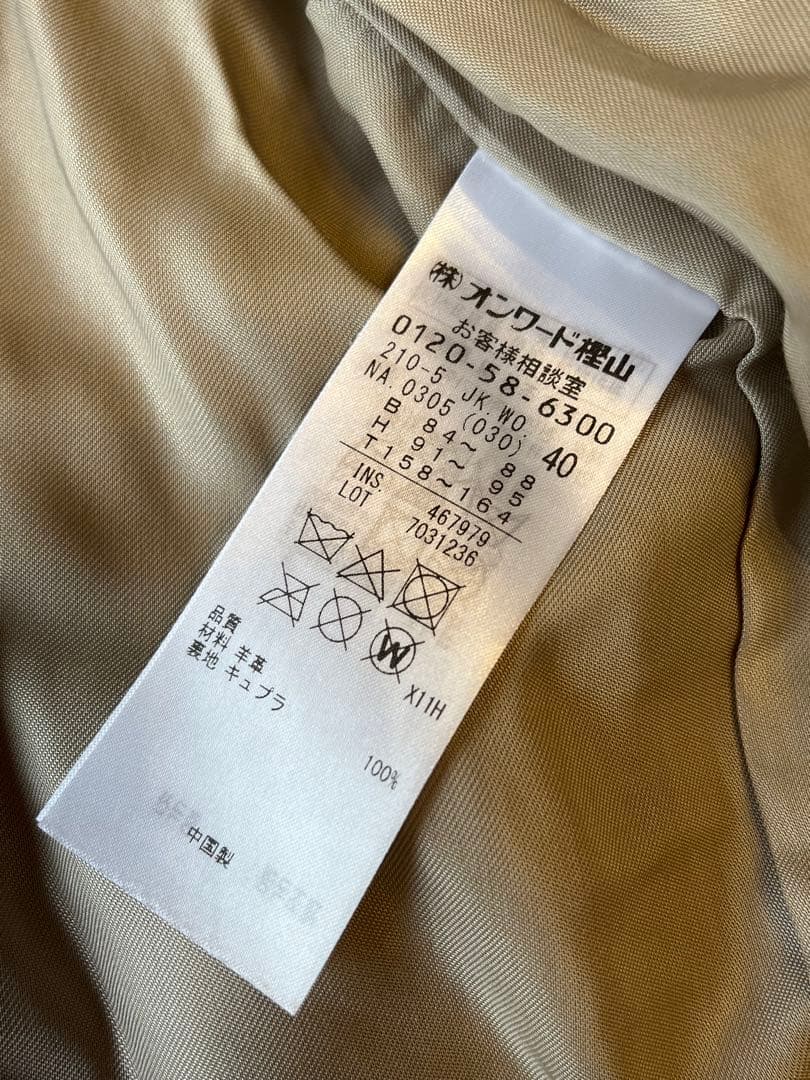 (株)オンワード樫山
お客様相談室
0120-58-6300
210-5 JK.WO.
NA.0305(030) 40
B 84～ 88
H 91～ 95
T158～164
INS. 467979
LOT 7031236
W
X11H
品質
材料 羊革
裏地 キュプラ
100%
中国製